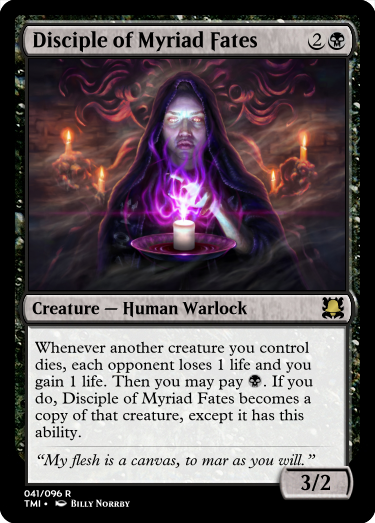 Disciple of Myriad Fates 2
Creature — Human Warlock
Whenever another creature you control
dies, each opponent loses 1 life and you
gain 1 life. Then you may pay . If you
do, Disciple of Myriad Fates becomes a
copy of that creature, except it has this
ability.
“My flesh is a canvas, to mar as you will.”
3/2
041/096 R
TMI • Billy Norrby